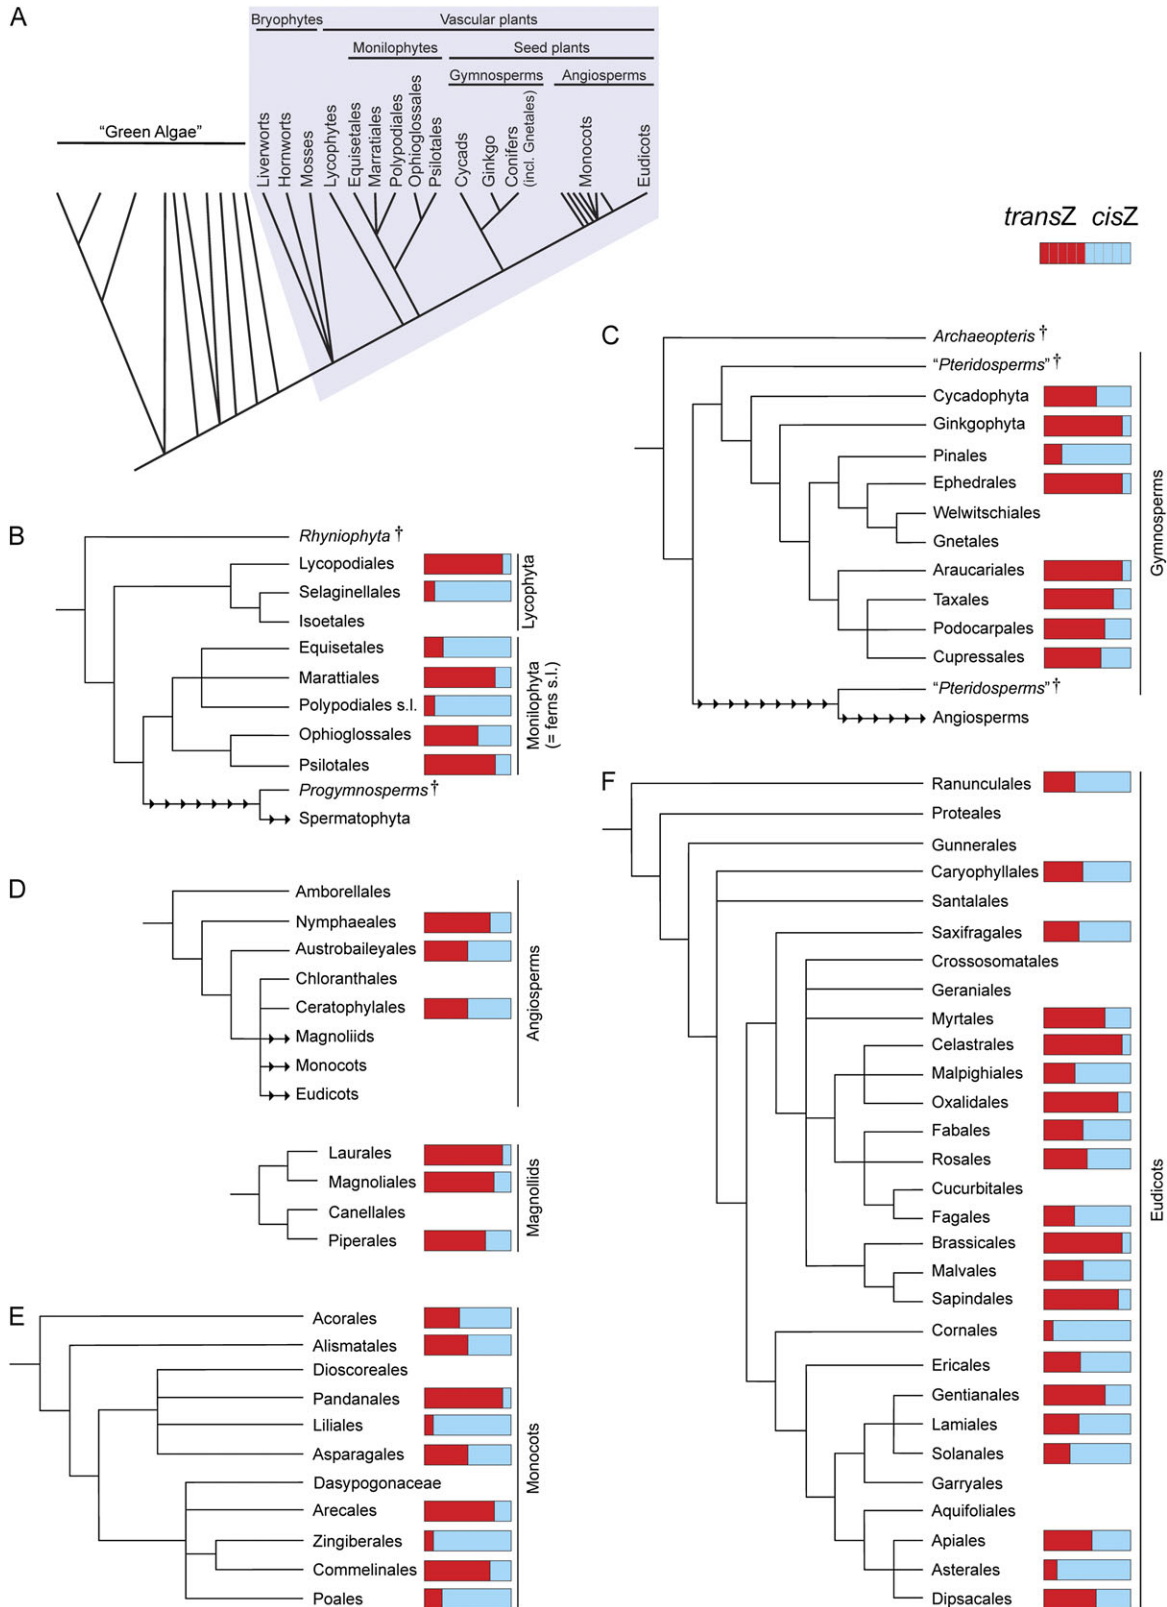 A
Bryophytes
Vascular plants
Monilophytes
Seed plants
Gymnosperms
Angiosperms
"Green Algae"
Liverworts
Hornworts
Mosses
Lycophytes
Equisetales
Marratiales
Polypodiales
Ophioglossales
Psilotales
Cycads
Ginkgo
Conifers
(incl. Gnetales)
Monocots
Eudicots
transZ cisZ
B
Rhyniophyta †
Lycopodiales
Selaginellales
Isoetales
Equisetales
Marattiales
Polypodiales s.l.
Ophioglossales
Psilotales
Progymnosperms †
Spermatophyta
Lycophyta
Monilophyta
(= ferns s.l.)
C
Archaeopteris †
"Pteridosperms" †
Cycadophyta
Ginkgophyta
Pinales
Ephedrales
Welwitschiales
Gnetales
Araucariales
Taxales
Podocarpales
Cupressales
"Pteridosperms" †
Angiosperms
Gymnosperms
D
Amborellales
Nymphaeales
Austrobaileyales
Chloranthales
Ceratophylales
Magnoliids
Monocots
Eudicots
Angiosperms
Laurales
Magnoliales
Canellales
Piperales
Magnollids
E
Acorales
Alismatales
Dioscoreales
Pandanales
Liliales
Asparagales
Dasypogonaceae
Arecales
Zingiberales
Commelinales
Poales
Monocots
F
Ranunculales
Proteales
Gunnerales
Caryophyllales
Santalales
Saxifragales
Crossosomatales
Geraniales
Myrtales
Celastrales
Malpighiales
Oxalidales
Fabales
Rosales
Cucurbitales
Fagales
Brassicales
Malvales
Sapindales
Cornales
Ericales
Gentianales
Lamiales
Solanales
Garryales
Aquifoliales
Apiales
Asterales
Dipsacales
Eudicots